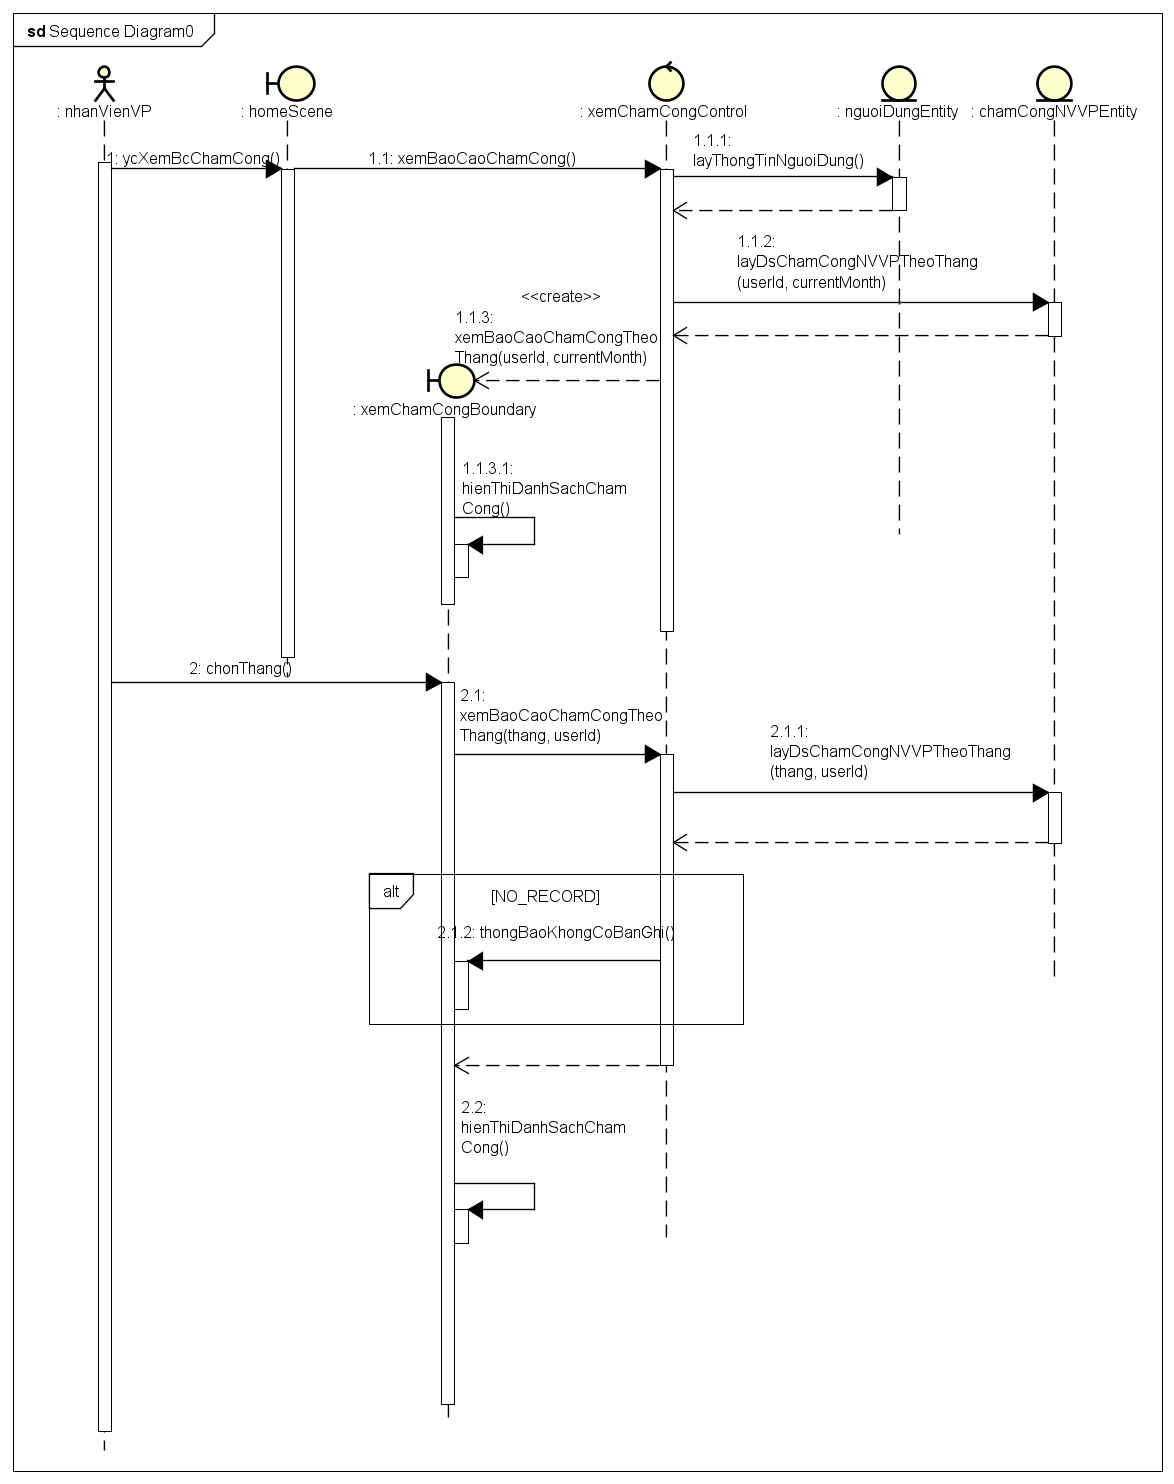 sd Sequence Diagram0
: nhanVienVP
: homeScene
: xemChamCongControl
: nguoiDungEntity
: chamCongNVVPEntity
1: ycXemBcChamCong()
1.1: xemBaoCaoChamCong()
1.1.1:
layThongTinNguoiDung()
1.1.2:
layDsChamCongNVVPTheoThang
(userId, currentMonth)
<<create>>
1.1.3:
xemBaoCaoChamCongTheo
Thang(userId, currentMonth)
: xemChamCongBoundary
1.1.3.1:
hienThiDanhSachCham
Cong()
2: chonThang()
2.1:
xemBaoCaoChamCongTheo
Thang(thang, userId)
2.1.1:
layDsChamCongNVVPTheoThang
(thang, userId)
alt
[NO_RECORD]
2.1.2: thongBaoKhongCoBanGhi()
2.2:
hienThiDanhSachCham
Cong()